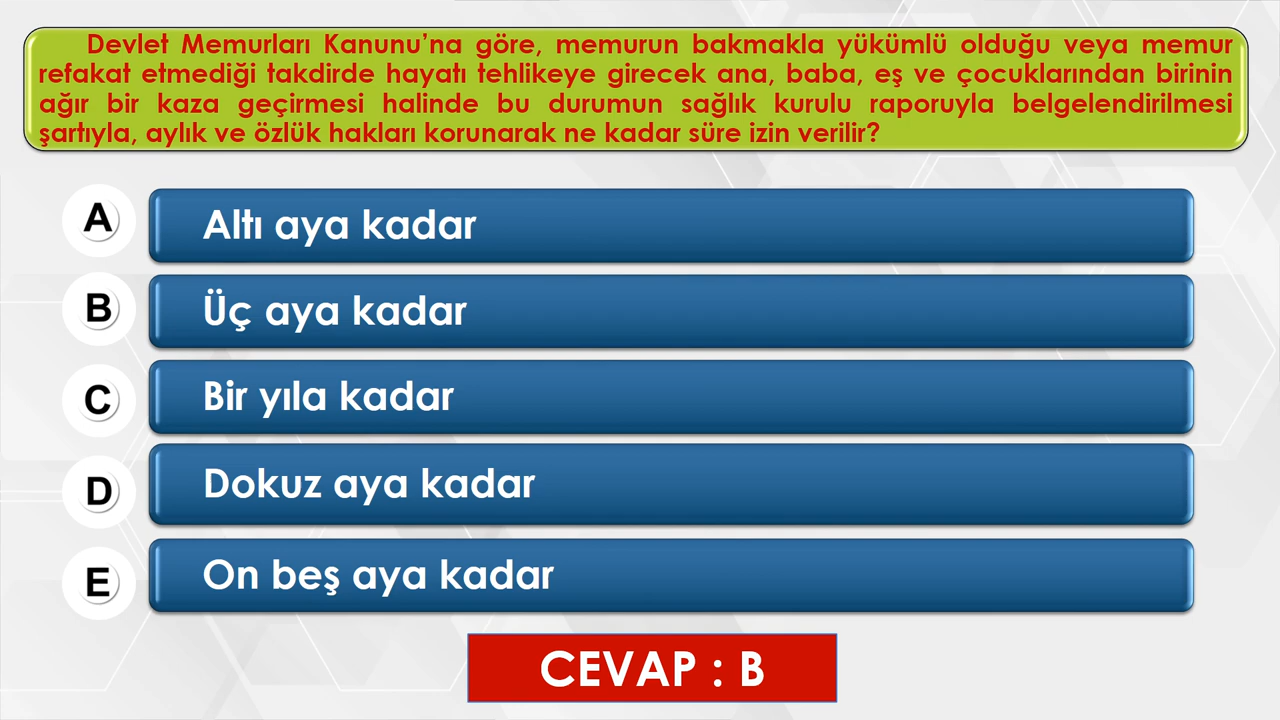 Devlet Memurları Kanunu’na göre, memurun bakmakla yükümlü olduğu veya memur
refakat etmediği takdirde hayatı tehlikeye girecek ana, baba, eş ve çocuklarından birinin
ağır bir kaza geçirmesi halinde bu durumun sağlık kurulu raporuyla belgelendirilmesi
şartıyla, aylık ve özlük hakları korunarak ne kadar süre izin verilir?
A Altı aya kadar
B Üç aya kadar
C Bir yıla kadar
D Dokuz aya kadar
E On beş aya kadar
CEVAP : B